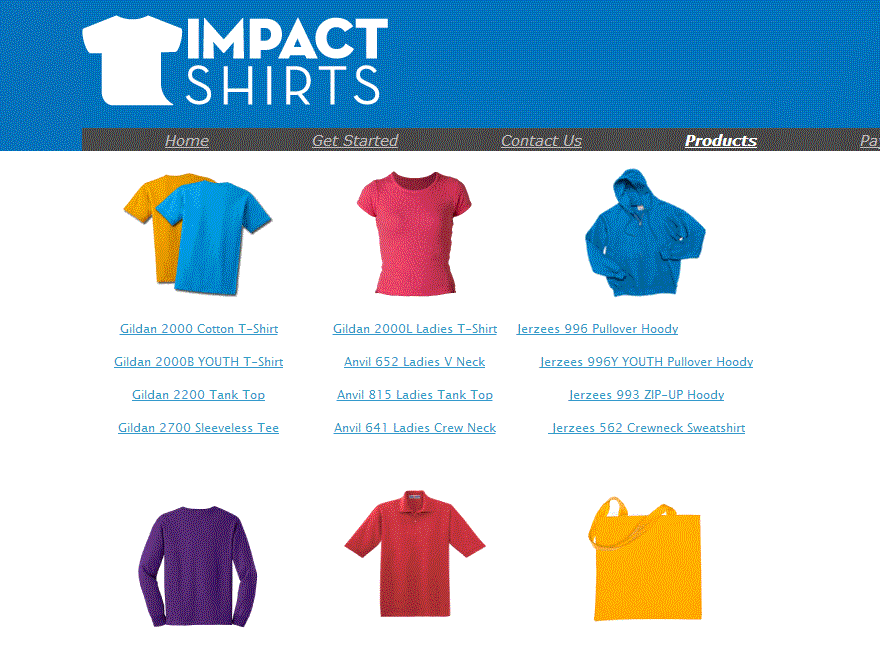 IMPACT
SHIRTS
Home Get Started Contact Us Products Pa
Gildan 2000 Cotton T-Shirt Gildan 2000L Ladies T-Shirt Jerzees 996 Pullover Hoody
Gildan 2000B YOUTH T-Shirt Anvil 652 Ladies V Neck Jerzees 996Y YOUTH Pullover Hoody
Gildan 2200 Tank Top Anvil 815 Ladies Tank Top Jerzees 993 ZIP-UP Hoody
Gildan 2700 Sleeveless Tee Anvil 641 Ladies Crew Neck Jerzees 562 Crewneck Sweatshirt